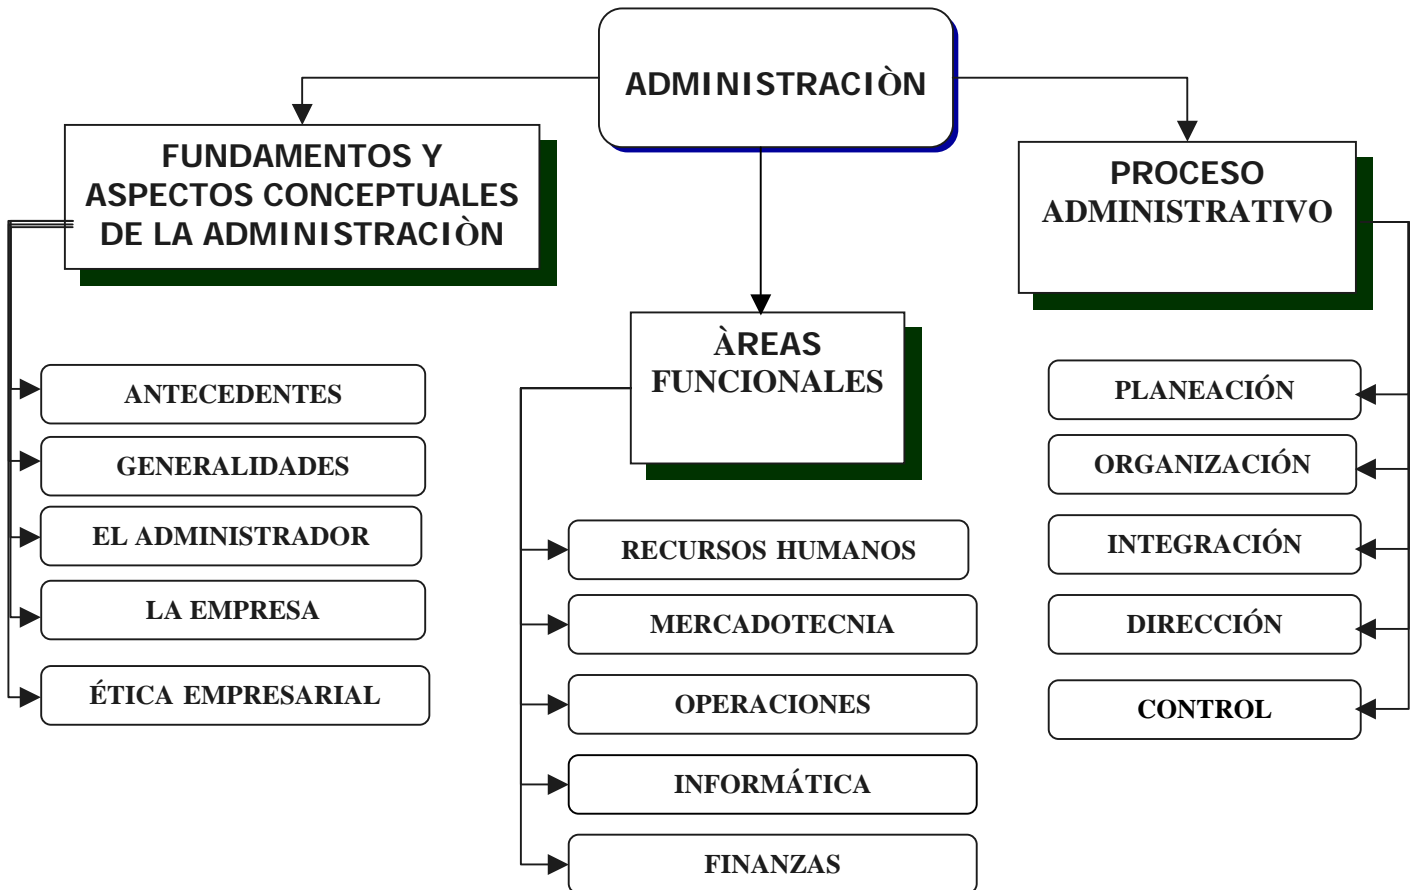 ADMINISTRACIÒN
FUNDAMENTOS Y
ASPECTOS CONCEPTUALES
DE LA ADMINISTRACIÒN
ANTECEDENTES
GENERALIDADES
EL ADMINISTRADOR
LA EMPRESA
ÉTICA EMPRESARIAL
ÀREAS
FUNCIONALES
RECURSOS HUMANOS
MERCADOTECNIA
OPERACIONES
INFORMÁTICA
FINANZAS
PROCESO
ADMINISTRATIVO
PLANEACIÓN
ORGANIZACIÓN
INTEGRACIÓN
DIRECCIÓN
CONTROL